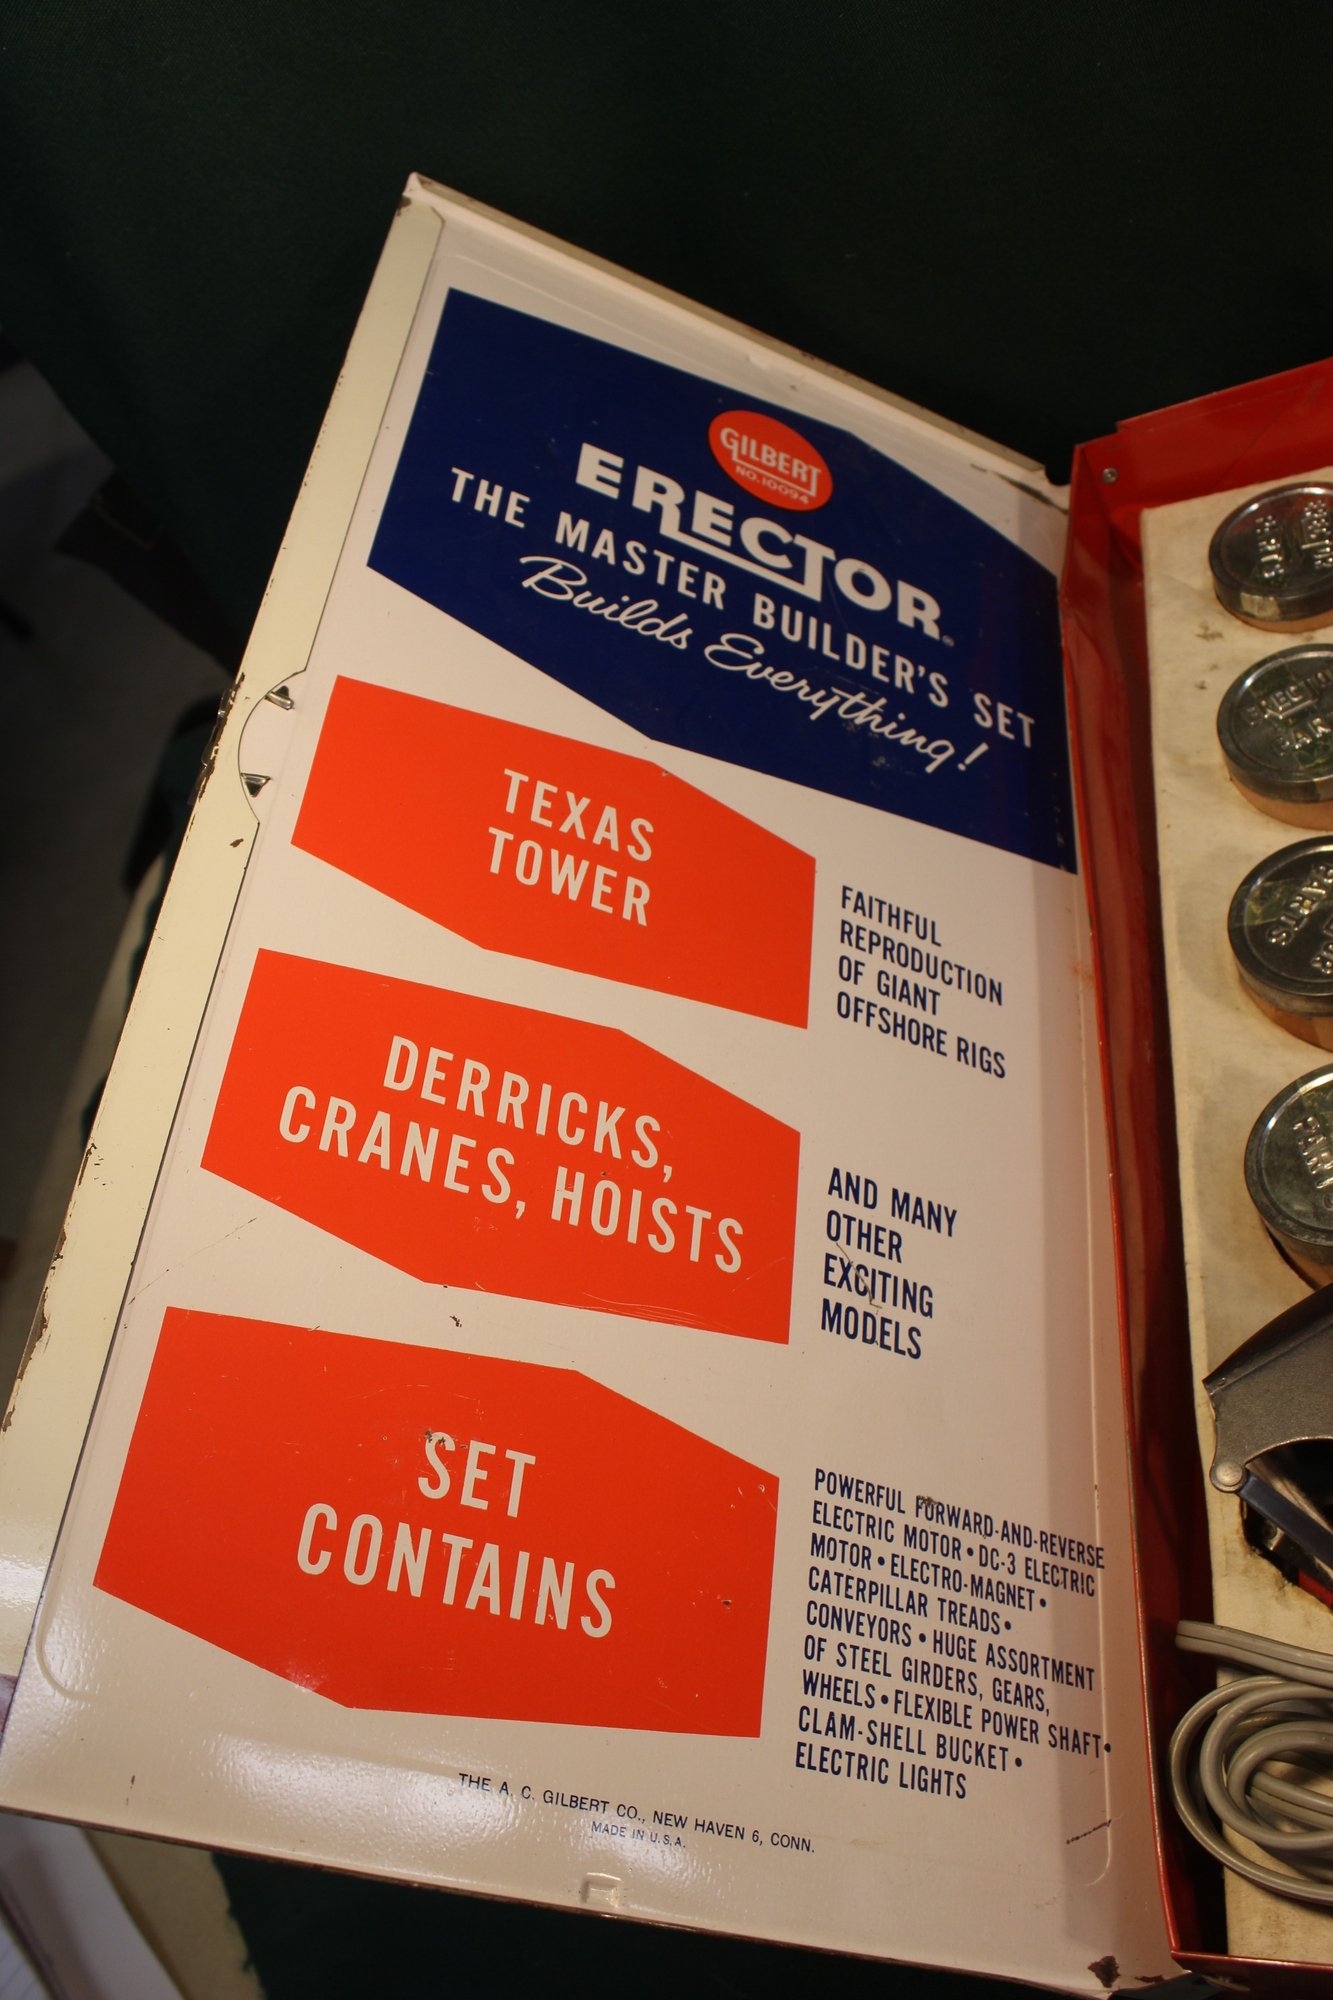 GILBERT
NO. 10094
ERECTOR
THE MASTER BUILDER'S SET
Builds Everything!
TEXAS
TOWER
FAITHFUL
REPRODUCTION
OF GIANT
OFFSHORE RIGS
DERRICKS,
CRANES, HOISTS
AND MANY
OTHER
EXCITING
MODELS
SET
CONTAINS
POWERFUL FORWARD-AND-REVERSE
ELECTRIC MOTOR • DC-3 ELECTRIC
MOTOR • ELECTRO-MAGNET •
CATERPILLAR TREADS •
CONVEYORS • HUGE ASSORTMENT
OF STEEL GIRDERS, GEARS,
WHEELS • FLEXIBLE POWER SHAFT •
CLAM-SHELL BUCKET •
ELECTRIC LIGHTS
THE A. C. GILBERT CO., NEW HAVEN 6, CONN.
MADE IN U.S.A.
PARTS